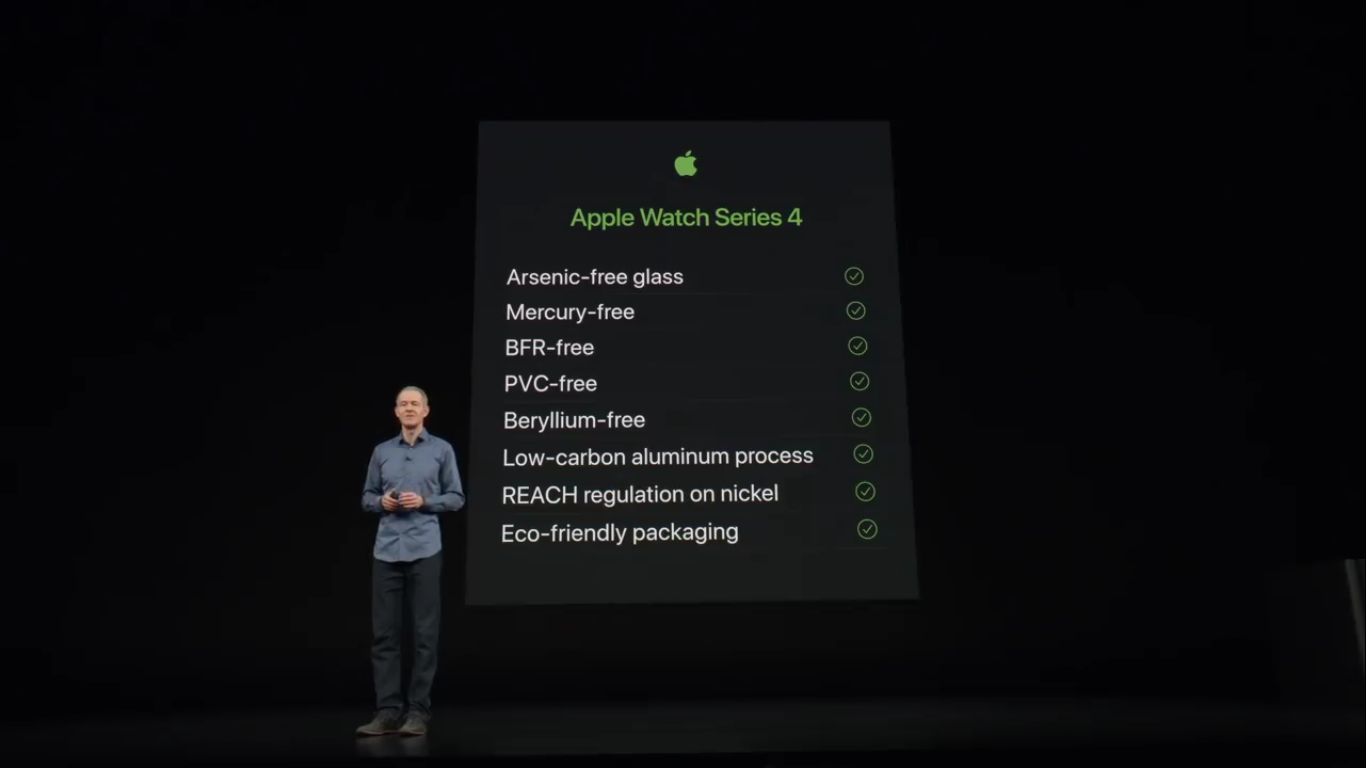 Apple Watch Series 4
Arsenic-free glass
Mercury-free
BFR-free
PVC-free
Beryllium-free
Low-carbon aluminum process
REACH regulation on nickel
Eco-friendly packaging